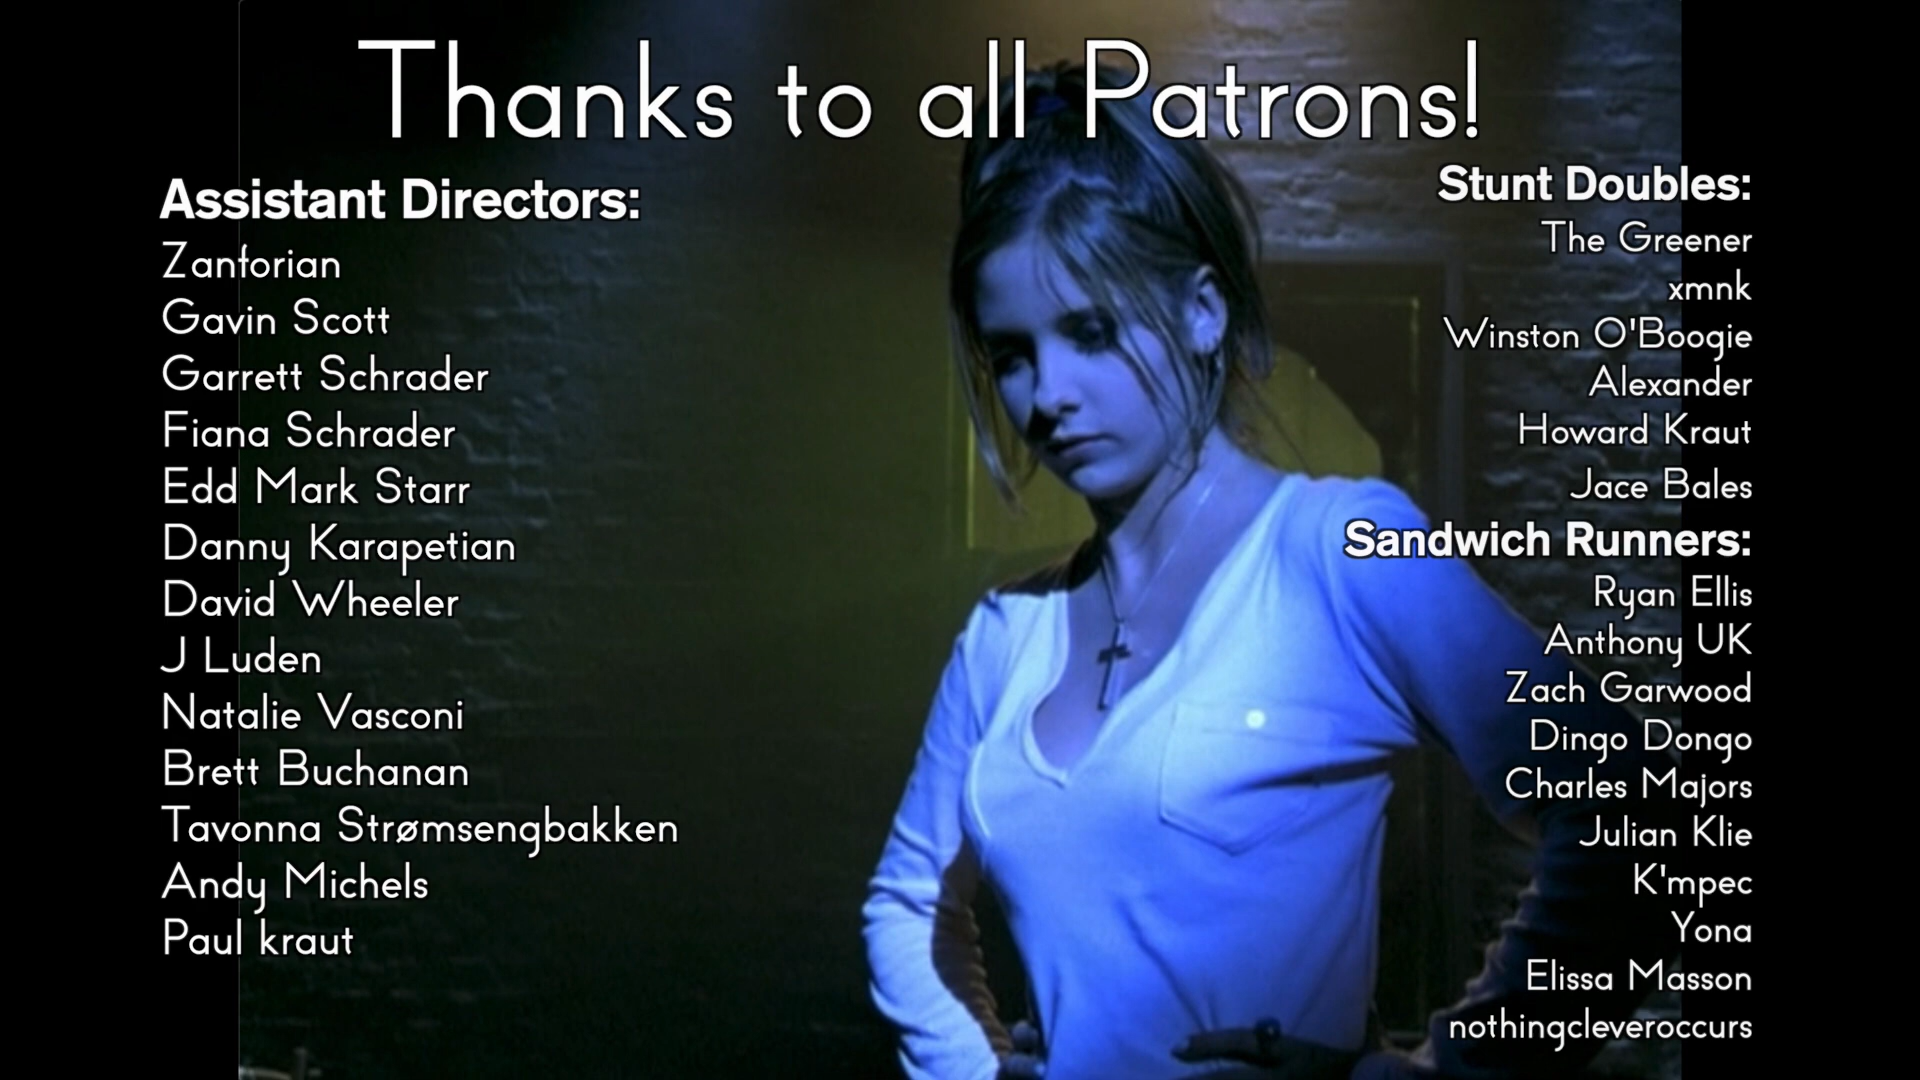 Thanks to all Patrons!
Assistant Directors:
Zanforian
Gavin Scott
Garrett Schrader
Fiana Schrader
Edd Mark Starr
Danny Karapetian
David Wheeler
J Luden
Natalie Vasconi
Brett Buchanan
Tavonna Strømsengbakken
Andy Michels
Paul kraut
Stunt Doubles:
The Greener
xmnk
Winston O'Boogie
Alexander
Howard Kraut
Jace Bales
Sandwich Runners:
Ryan Ellis
Anthony UK
Zach Garwood
Dingo Dongo
Charles Majors
Julian Klie
K'mpec
Yona
Elissa Masson
nothingcleveroccurs